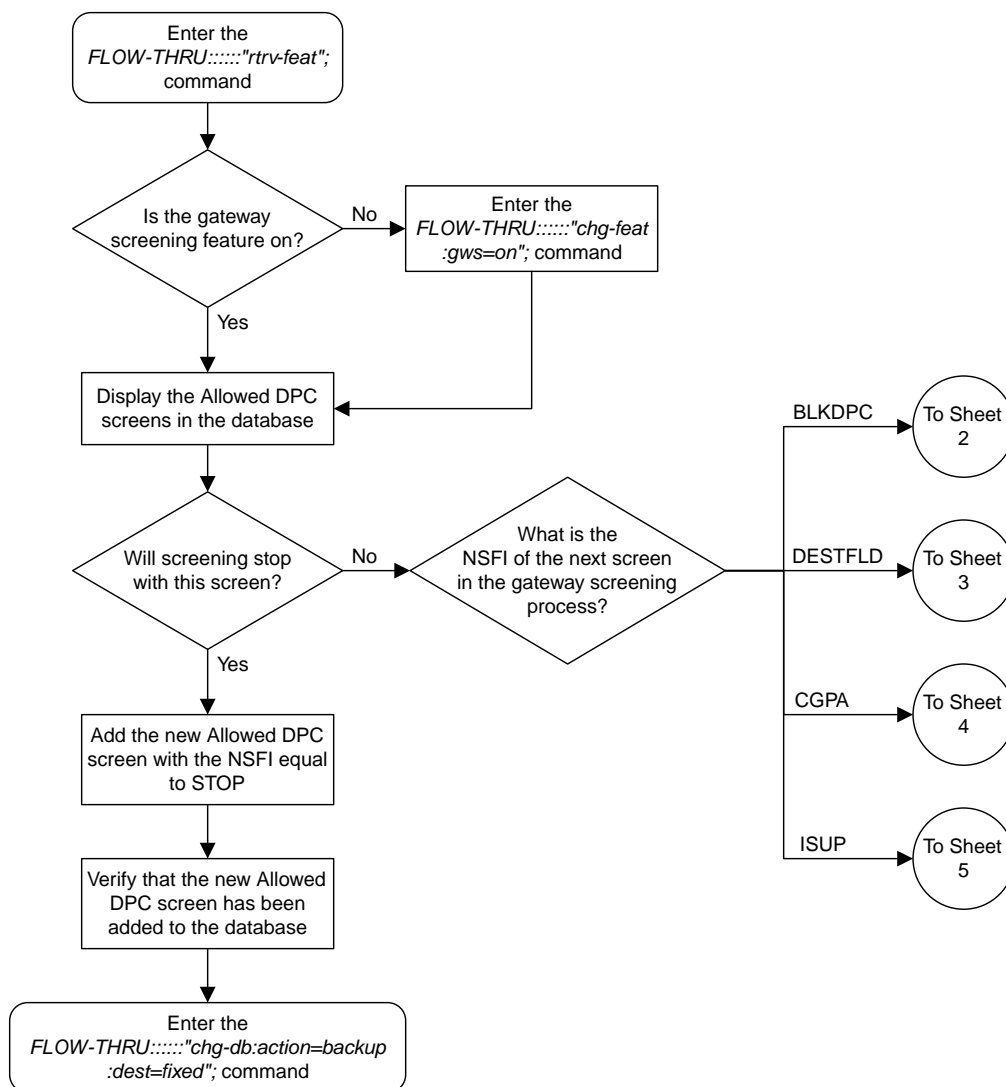 Enter the
FLOW-THRU::::::"rtrv-feat";
command
Is the gateway
screening feature on?
No
Enter the
FLOW-THRU::::::"chg-feat
:gws=on"; command
Yes
Display the Allowed DPC
screens in the database
Will screening stop
with this screen?
No
What is the
NSFI of the next screen
in the gateway screening
process?
BLKDPC
To Sheet
2
DESTFLD
To Sheet
3
CGPA
To Sheet
4
ISUP
To Sheet
5
Yes
Add the new Allowed DPC
screen with the NSFI equal
to STOP
Verify that the new Allowed
DPC screen has been
added to the database
Enter the
FLOW-THRU::::::"chg-db:action=backup
:dest=fixed"; command